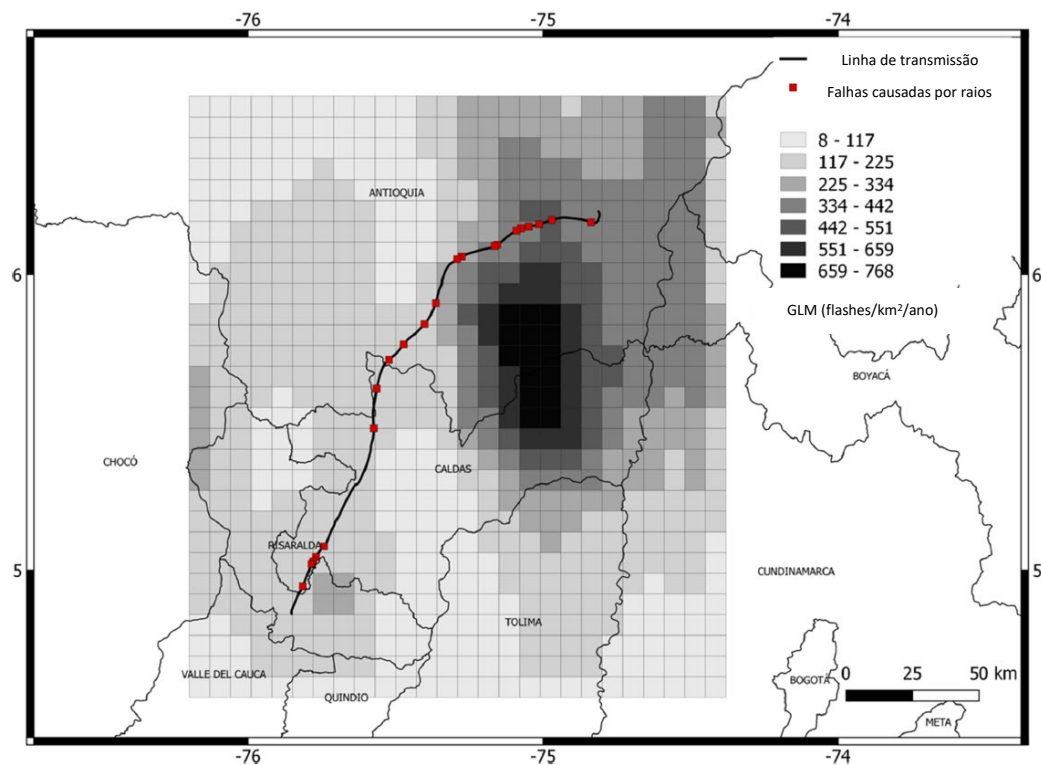 -76
-75
-74
Linha de transmissão
Falhas causadas por raios
8 - 117
117 - 225
225 - 334
334 - 442
442 - 551
551 - 659
659 - 768
GLM (flashes/km²/ano)
ANTIOQUIA
6
6
BOYACÁ
CHOCÓ
CALDAS
RISARALDA
5
5
CUNDINAMARCA
TOLIMA
VALLE DEL CAUCA
QUINDIO
BOGOTÁ
0 25 50 km
META
-76
-75
-74